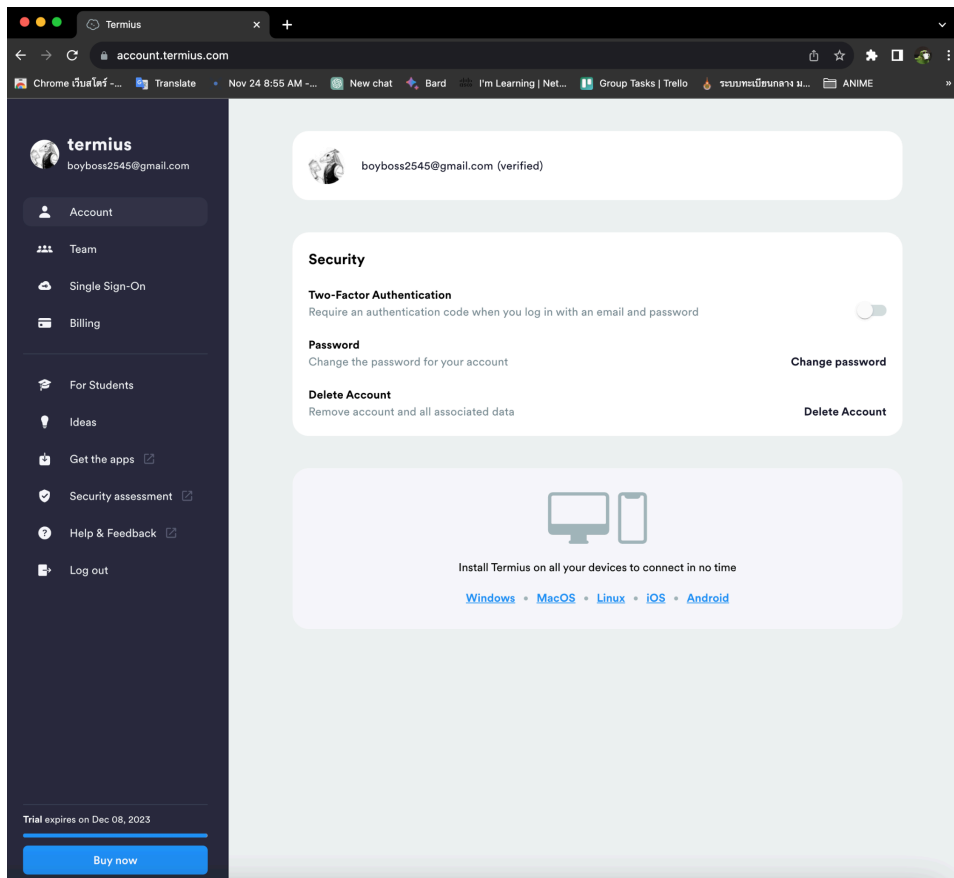 Termius
account.termius.com
Chrome เว็บสโตร์ -... Translate Nov 24 8:55 AM -... New chat Bard I'm Learning | Net... Group Tasks | Trello ระบบทะเบียนกลาง ม... ANIME »
termius
boyboss2545@gmail.com
Account
Team
Single Sign-On
Billing
For Students
Ideas
Get the apps
Security assessment
Help & Feedback
Log out
Trial expires on Dec 08, 2023
Buy now
boyboss2545@gmail.com (verified)
Security
Two-Factor Authentication
Require an authentication code when you log in with an email and password
Password
Change the password for your account
Change password
Delete Account
Remove account and all associated data
Delete Account
Install Termius on all your devices to connect in no time
Windows • MacOS • Linux • iOS • Android